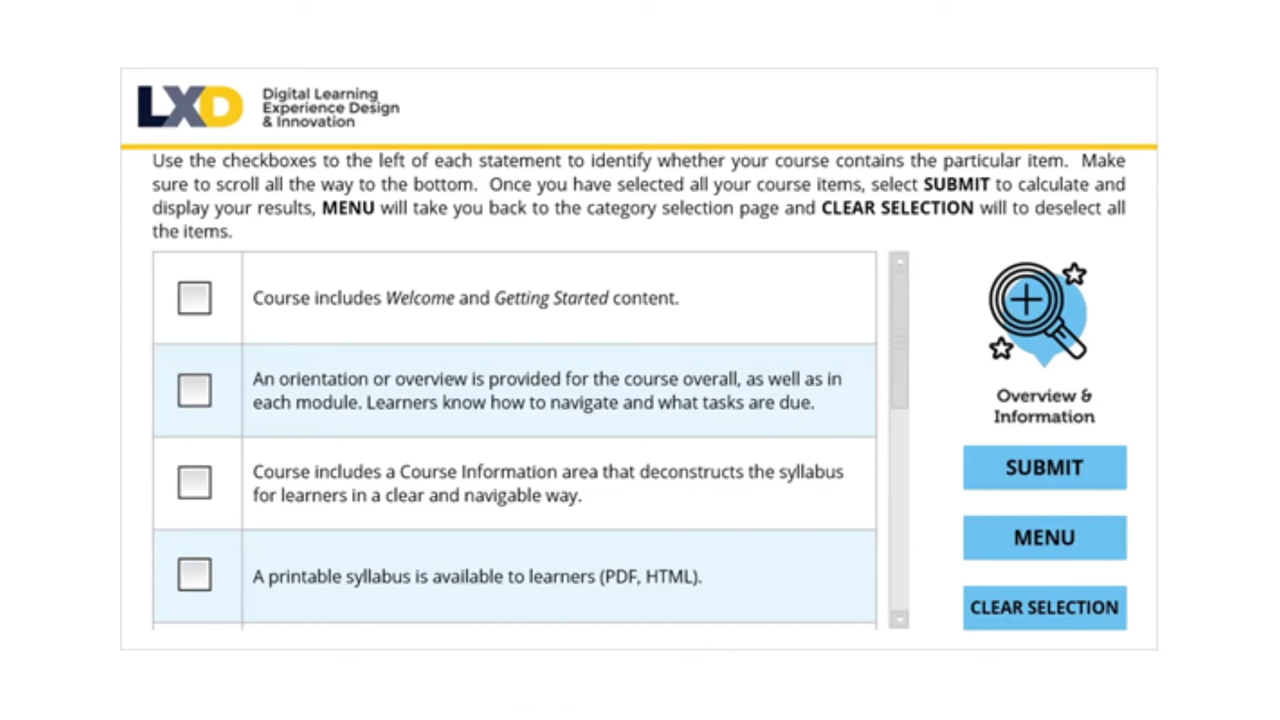 LXD
Digital Learning
Experience Design
& Innovation
Use the checkboxes to the left of each statement to identify whether your course contains the particular item. Make
sure to scroll all the way to the bottom. Once you have selected all your course items, select SUBMIT to calculate and
display your results, MENU will take you back to the category selection page and CLEAR SELECTION will to deselect all
the items.
Course includes Welcome and Getting Started content.
An orientation or overview is provided for the course overall, as well as in
each module. Learners know how to navigate and what tasks are due.
Course includes a Course Information area that deconstructs the syllabus
for learners in a clear and navigable way.
A printable syllabus is available to learners (PDF, HTML).
Overview &
Information
SUBMIT
MENU
CLEAR SELECTION